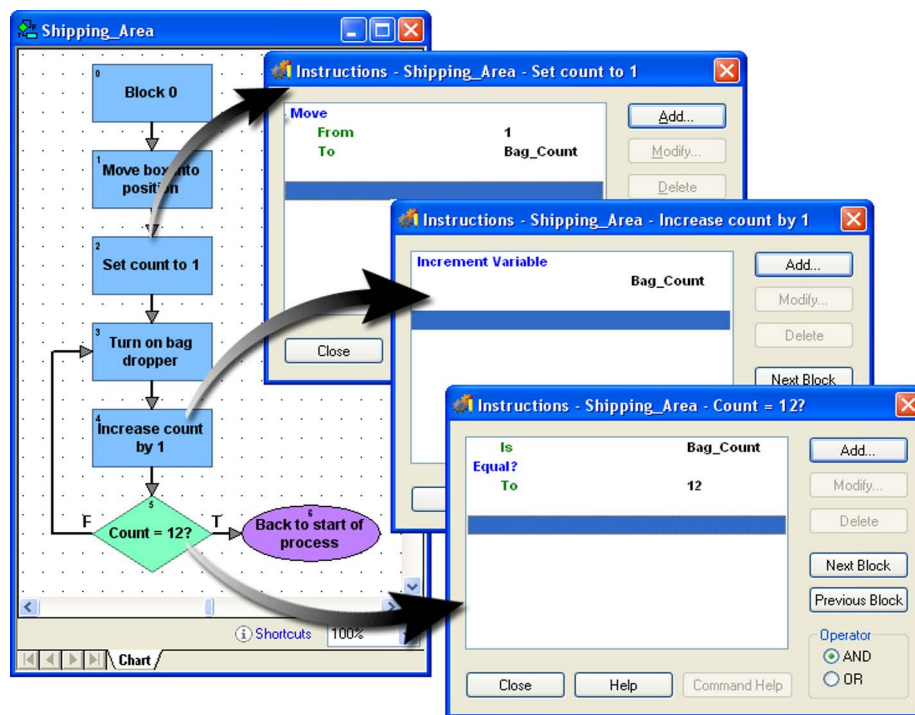 Shipping_Area
0
Block 0
1
Move box into
position
2
Set count to 1
3
Turn on bag
dropper
4
Increase count
by 1
5
F
Count = 12?
T
6
Back to start of
process
Shortcuts
100%
Chart
Instructions - Shipping_Area - Set count to 1
Move
From 1
To Bag_Count
Add...
Modify...
Delete
Close
Instructions - Shipping_Area - Increase count by 1
Increment Variable
Bag_Count
Add...
Modify...
Delete
Next Block
Instructions - Shipping_Area - Count = 12?
Is Bag_Count
Equal?
To 12
Add...
Modify...
Delete
Next Block
Previous Block
Operator
AND
OR
Close
Help
Command Help